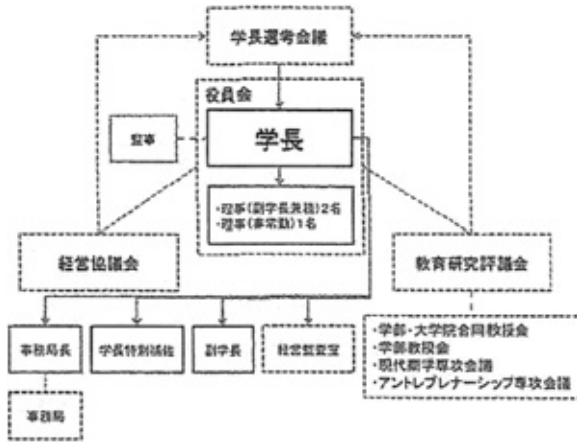 学長選考会議
役員会
学長
監事
・理事(副学長兼務)2名
・理事(非常勤)1名
経営協議会
教育研究評議会
事務局長
学長特別補佐
副学長
経営監査室
事務局
・学部・大学院合同教授会
・学部教授会
・現代商学専攻会議
・アントレプレナーシップ専攻会議